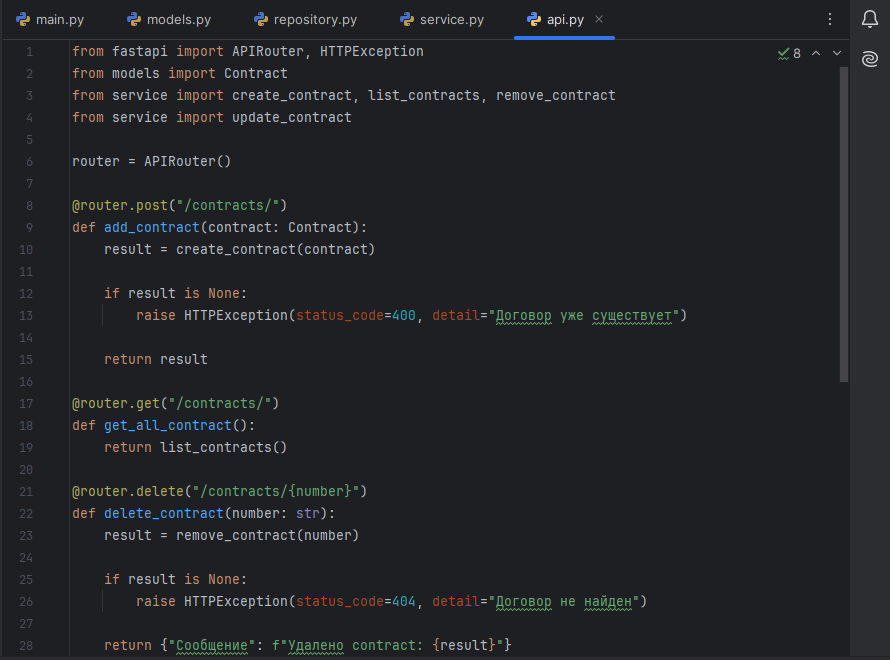 main.py models.py repository.py service.py api.py
8
1 from fastapi import APIRouter, HTTPException
2 from models import Contract
3 from service import create_contract, list_contracts, remove_contract
4 from service import update_contract
5
6 router = APIRouter()
7
8 @router.post("/contracts/")
9 def add_contract(contract: Contract):
10     result = create_contract(contract)
11
12     if result is None:
13         raise HTTPException(status_code=400, detail="Договор уже существует")
14
15     return result
16
17 @router.get("/contracts/")
18 def get_all_contract():
19     return list_contracts()
20
21 @router.delete("/contracts/{number}")
22 def delete_contract(number: str):
23     result = remove_contract(number)
24
25     if result is None:
26         raise HTTPException(status_code=404, detail="Договор не найден")
27
28     return {"Сообщение": f"Удалено contract: {result}"}